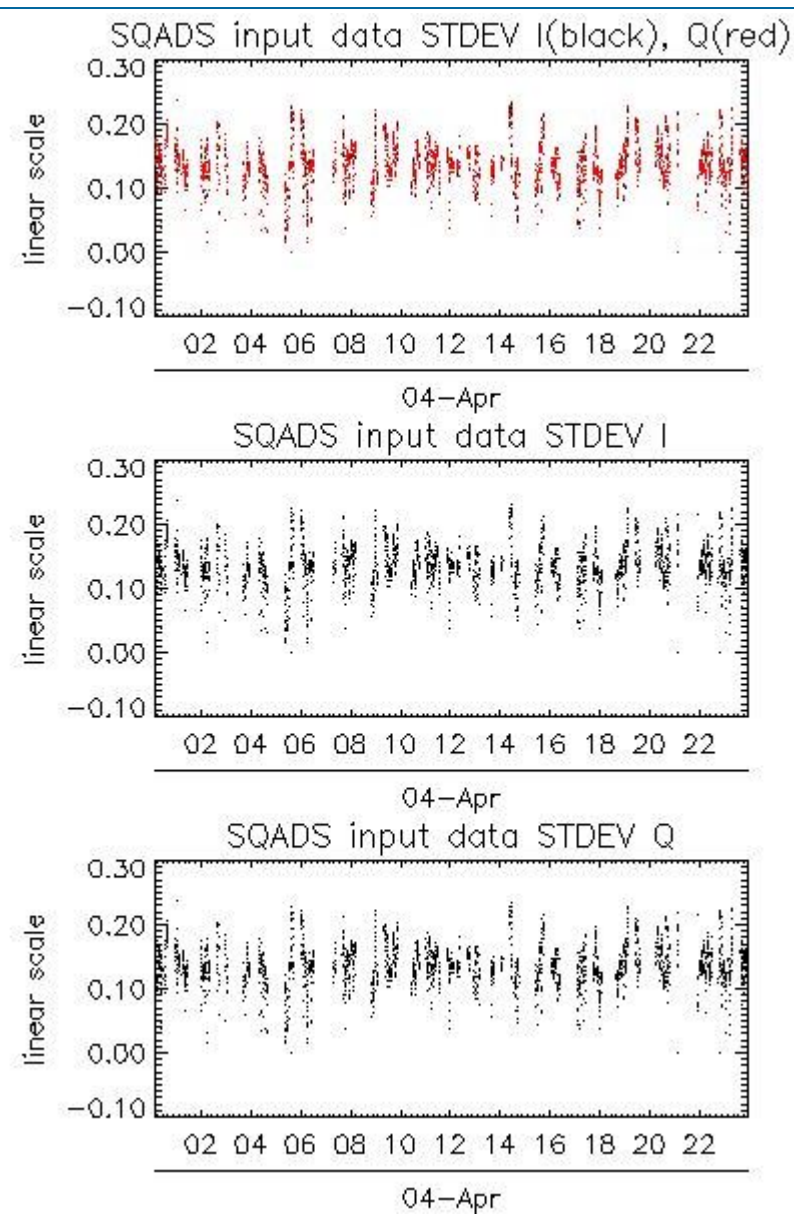 SQADS input data STDEV I(black), Q(red)
0.30
0.20
0.10
0.00
-0.10
linear scale
02 04 06 08 10 12 14 16 18 20 22
04-Apr
SQADS input data STDEV I
0.30
0.20
0.10
0.00
-0.10
linear scale
02 04 06 08 10 12 14 16 18 20 22
04-Apr
SQADS input data STDEV Q
0.30
0.20
0.10
0.00
-0.10
linear scale
02 04 06 08 10 12 14 16 18 20 22
04-Apr